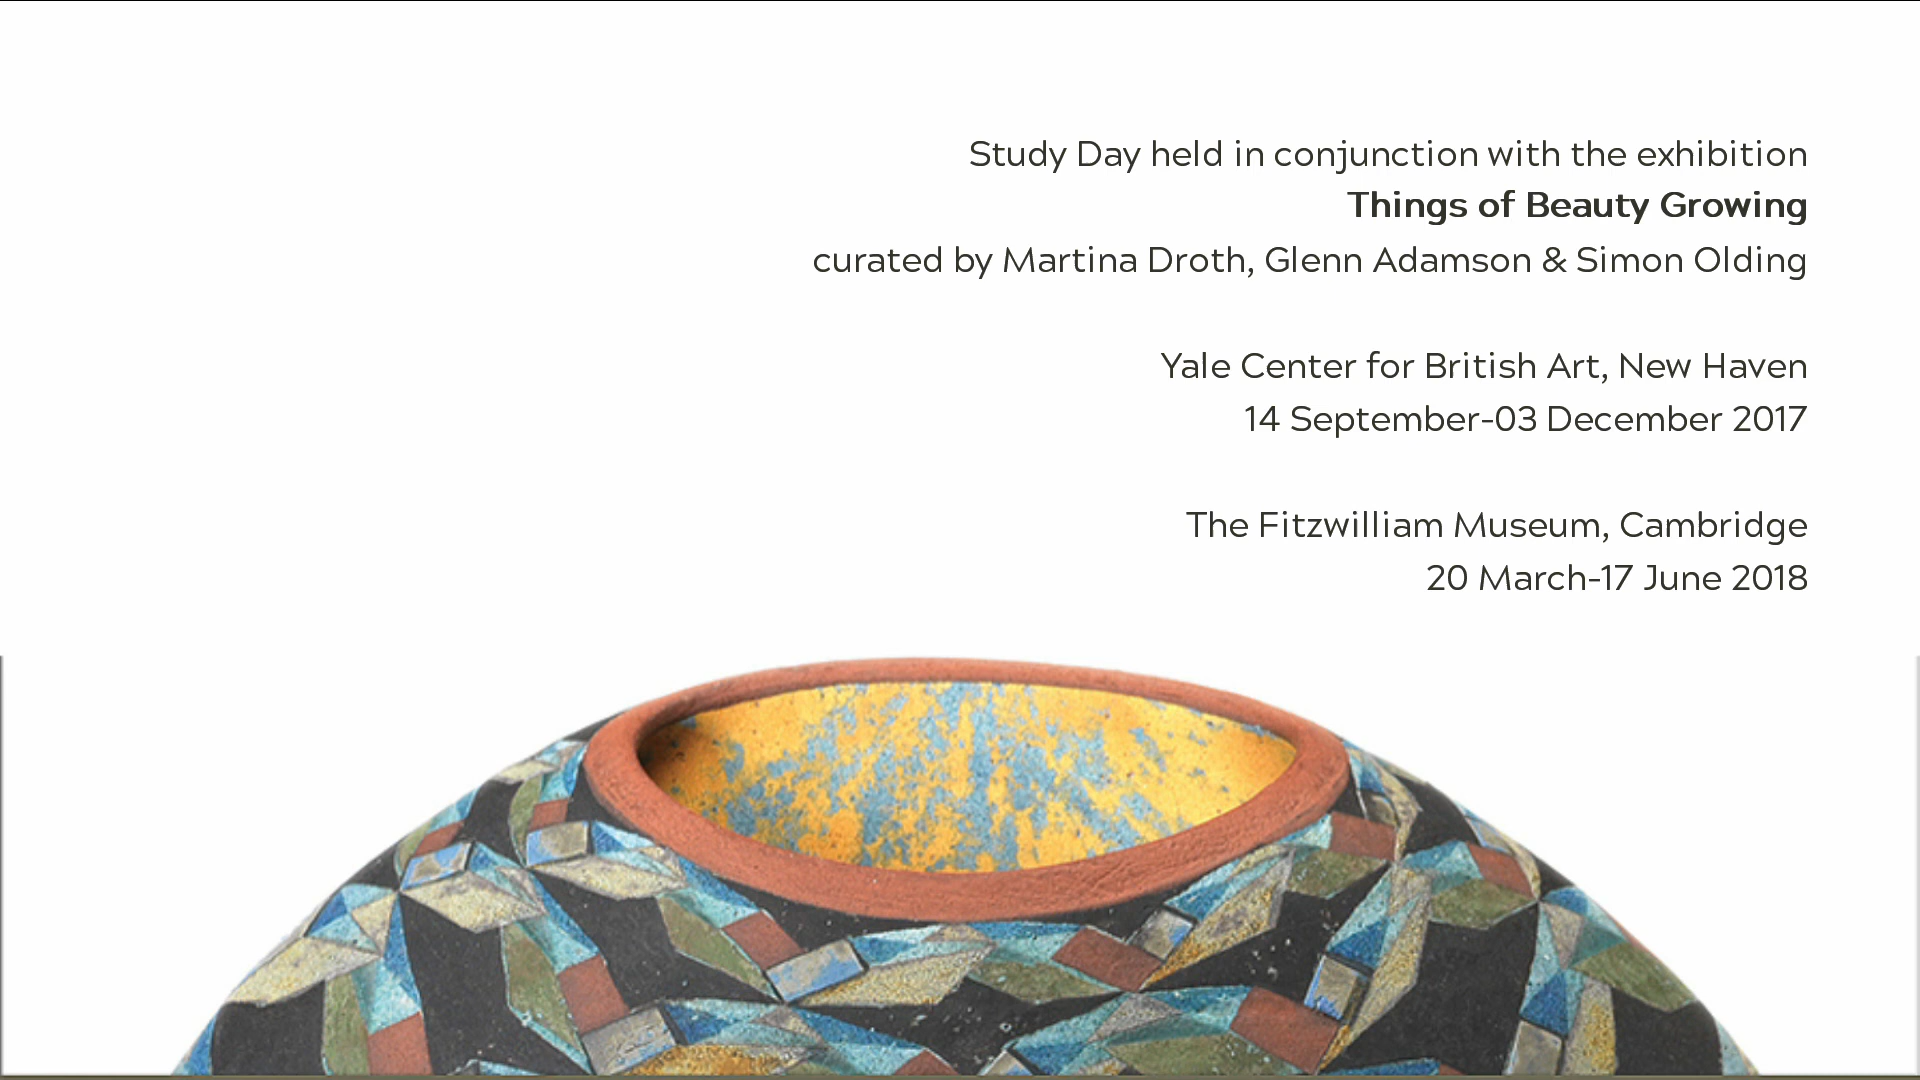 Study Day held in conjunction with the exhibition
Things of Beauty Growing
curated by Martina Droth, Glenn Adamson & Simon Olding
Yale Center for British Art, New Haven
14 September-03 December 2017
The Fitzwilliam Museum, Cambridge
20 March-17 June 2018